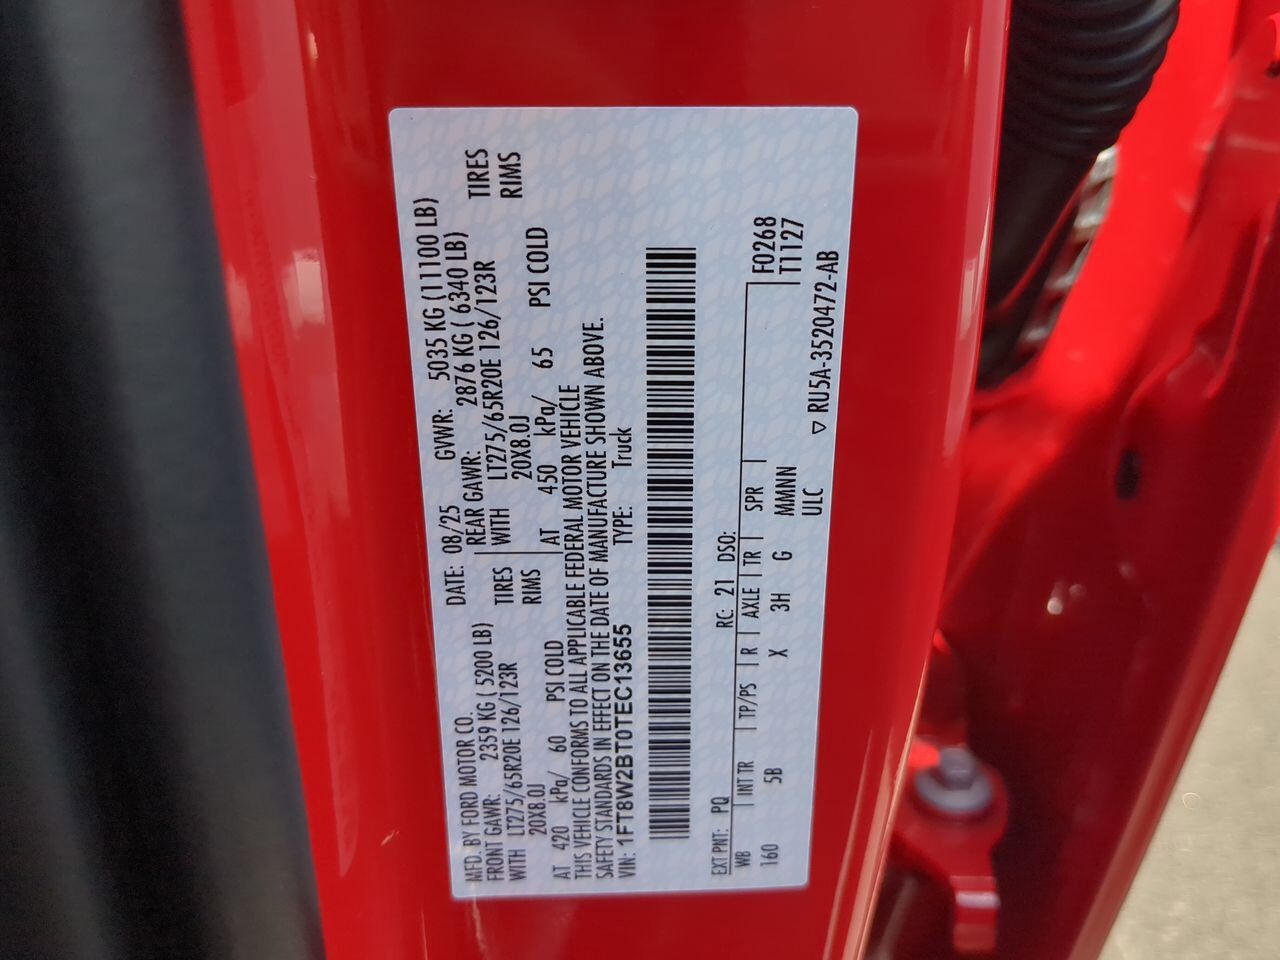 MFD. BY FORD MOTOR CO. DATE: 08/25 GVWR: 5035 KG (11100 LB)
FRONT GAWR: 2359 KG ( 5200 LB) REAR GAWR: 2876 KG ( 6340 LB)
WITH LT275/65R20E 126/123R TIRES WITH LT275/65R20E 126/123R TIRES
20X8.0J RIMS 20X8.0J RIMS
AT 420 kPa/ 60 PSI COLD AT 450 kPa/ 65 PSI COLD
THIS VEHICLE CONFORMS TO ALL APPLICABLE FEDERAL MOTOR VEHICLE
SAFETY STANDARDS IN EFFECT ON THE DATE OF MANUFACTURE SHOWN ABOVE.
VIN: 1FT8W2BT0TEC13655 TYPE: Truck
EXT PNT: PQ RC: 21 DSO:
WB INT TR TP/PS R AXLE TR SPR F0268
160 5B X 3H G MMNN T1127
ULC ▽ RU5A-3520472-AB